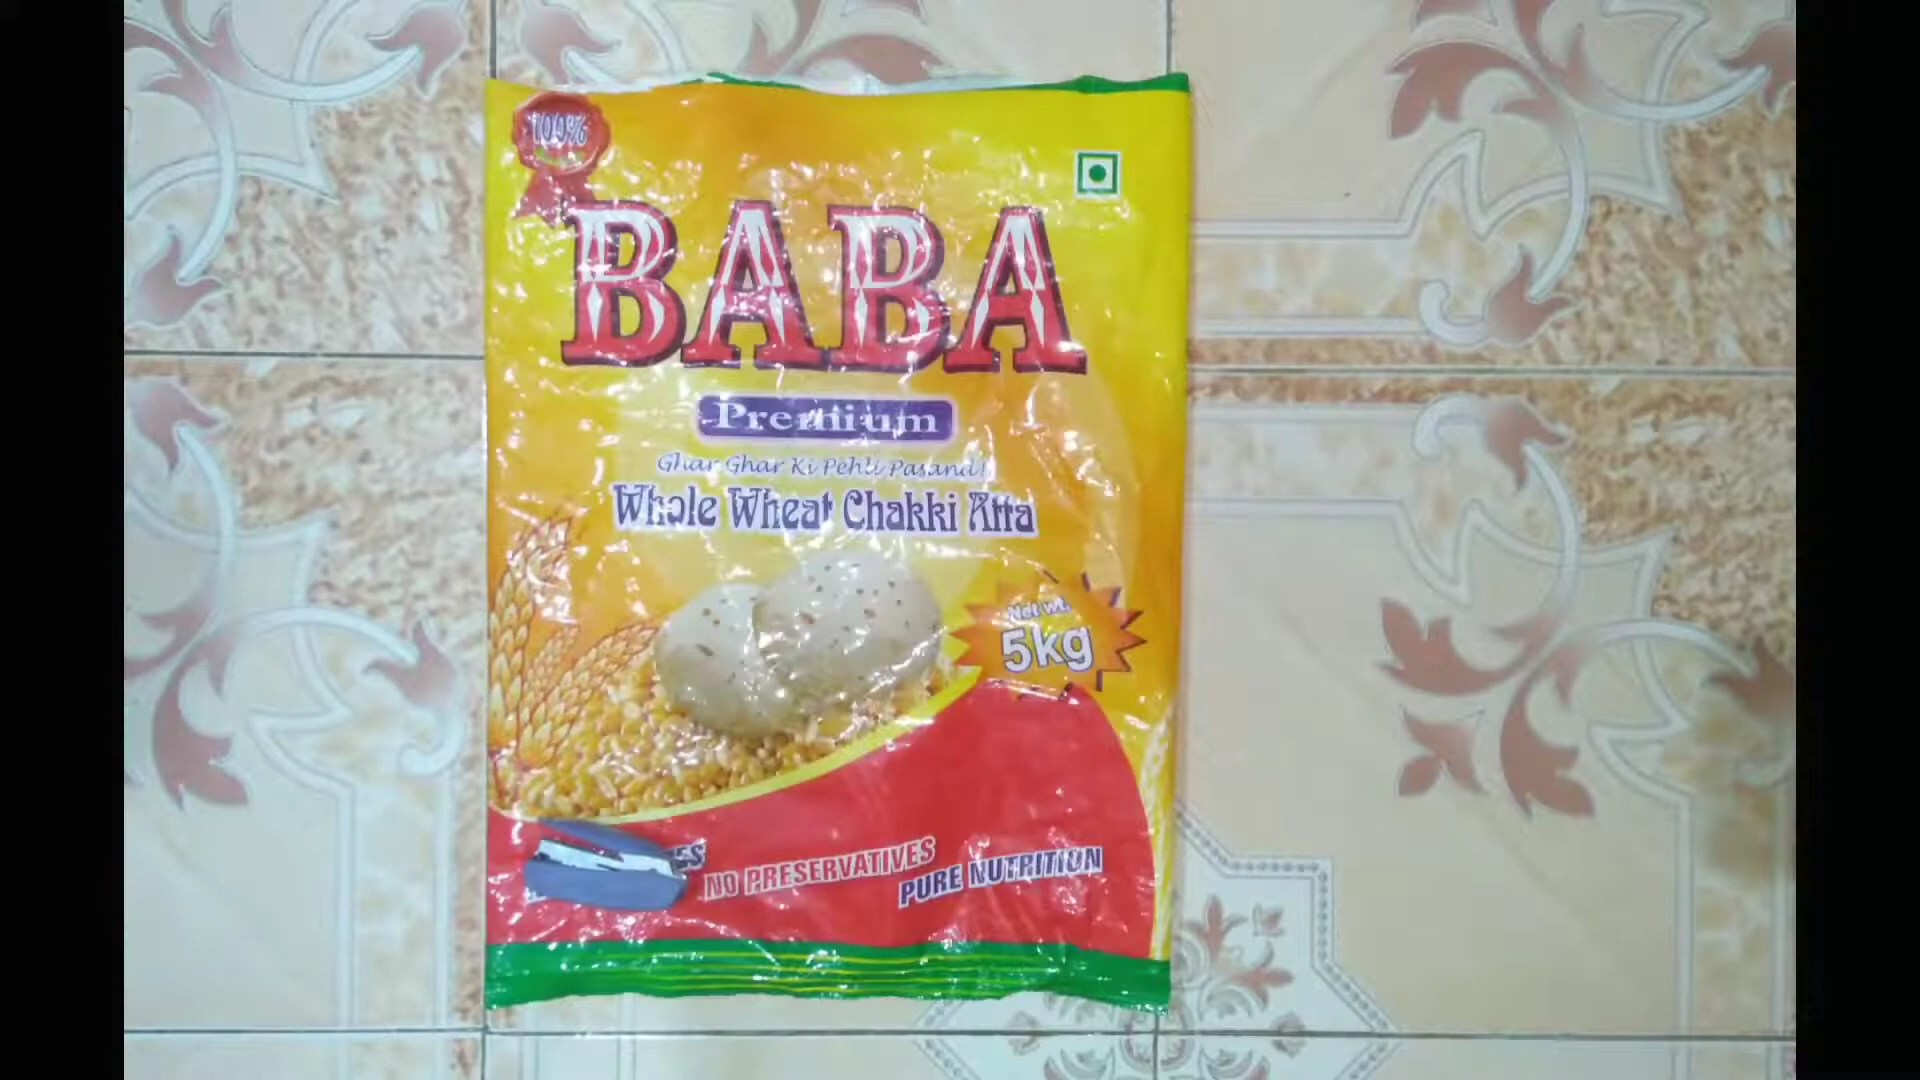 100%
BABA
Premium
Ghar Ghar Ki Pehli Pasand!
Whole Wheat Chakki Atta
Net wt.
5kg
NO PRESERVATIVES
PURE NUTRITION